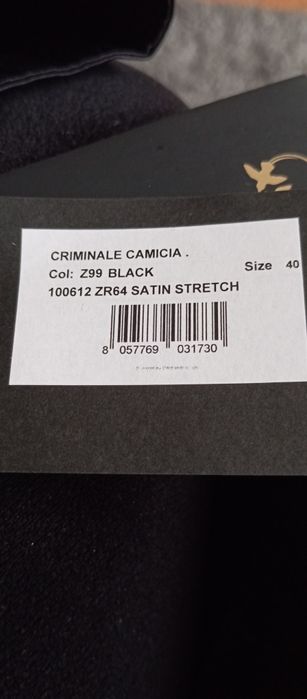 CRIMINALE CAMICIA .
Col: Z99 BLACK Size 40
100612 ZR64 SATIN STRETCH
8 057769 031730